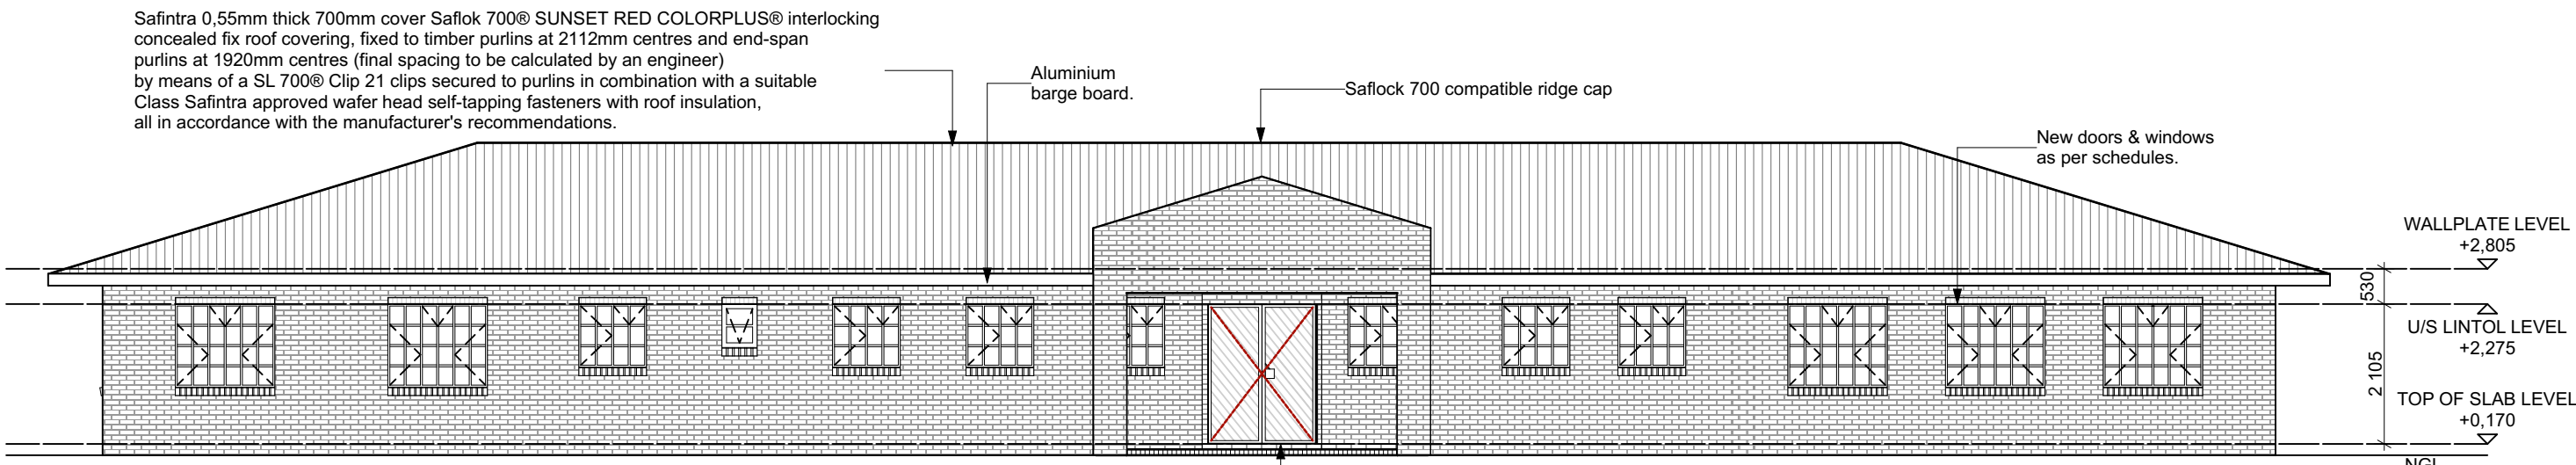 Safintra 0,55mm thick 700mm cover Saflok 700® SUNSET RED COLORPLUS® interlocking
concealed fix roof covering, fixed to timber purlins at 2112mm centres and end-span
purlins at 1920mm centres (final spacing to be calculated by an engineer)
by means of a SL 700® Clip 21 clips secured to purlins in combination with a suitable
Class Safintra approved wafer head self-tapping fasteners with roof insulation,
all in accordance with the manufacturer's recommendations.
Aluminium
barge board.
Saflock 700 compatible ridge cap
New doors & windows
as per schedules.
WALLPLATE LEVEL
+2,805
530
U/S LINTOL LEVEL
+2,275
2 105
TOP OF SLAB LEVEL
+0,170
NGL